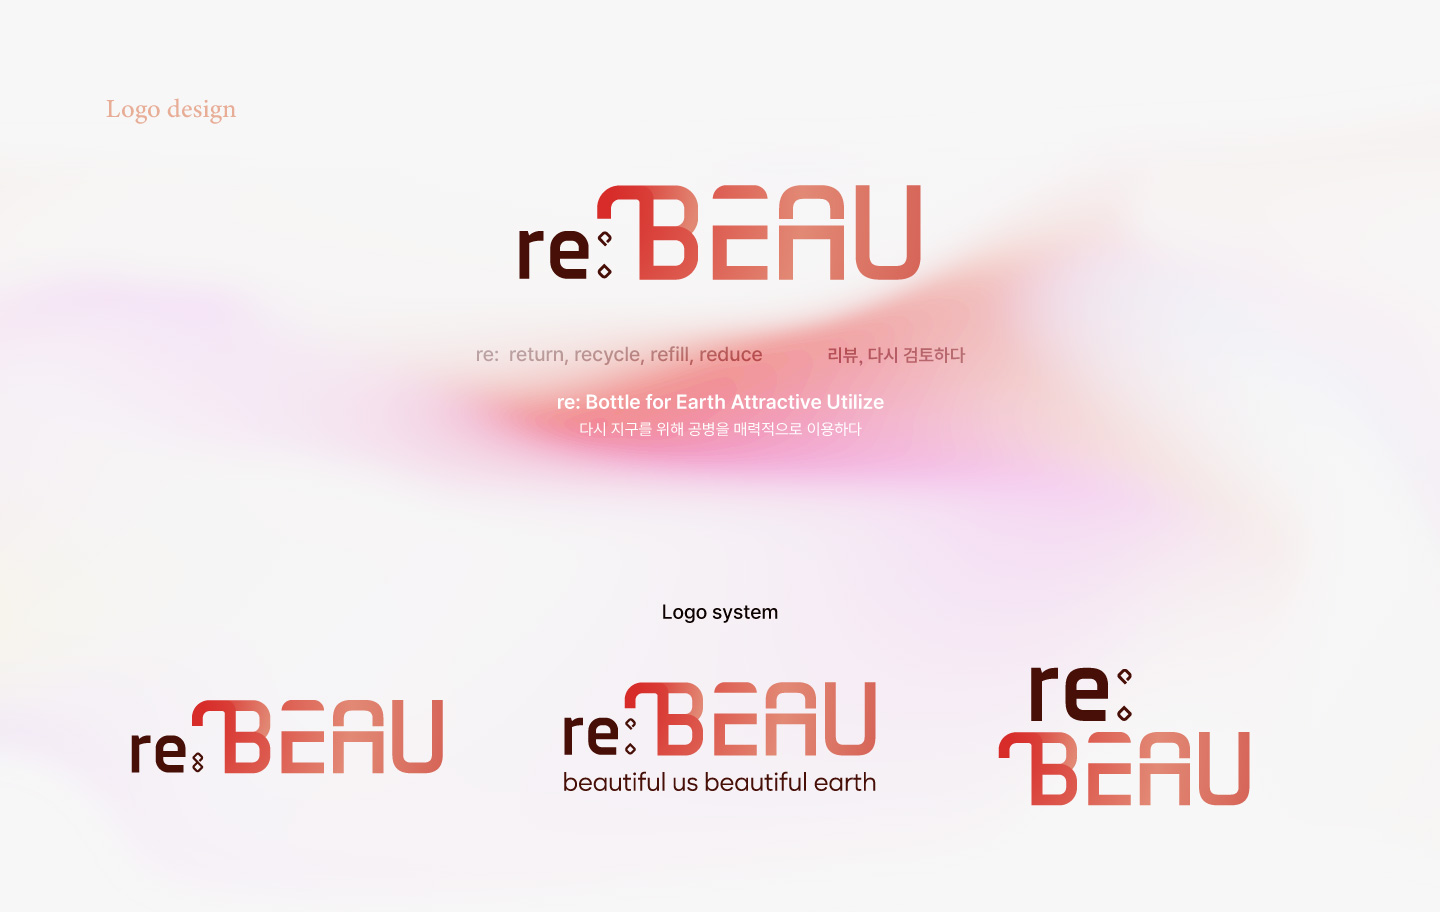 Logo design
re: BEAU
re: return, recycle, refill, reduce 리뷰, 다시 검토하다
re: Bottle for Earth Attractive Utilize
다시 지구를 위해 공병을 매력적으로 이용하다
Logo system
re: BEAU
re: BEAU
beautiful us beautiful earth
re:
BEAU